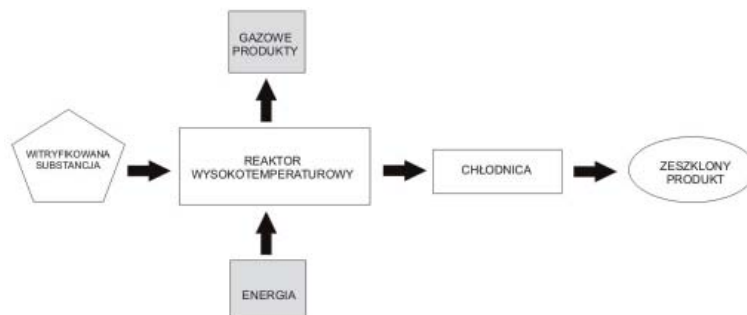 GAZOWE
PRODUKTY
WITRYFIKOWANA
SUBSTANCJA
REAKTOR
WYSOKOTEMPERATUROWY
CHŁODNICA
ZESZKLONY
PRODUKT
ENERGIA